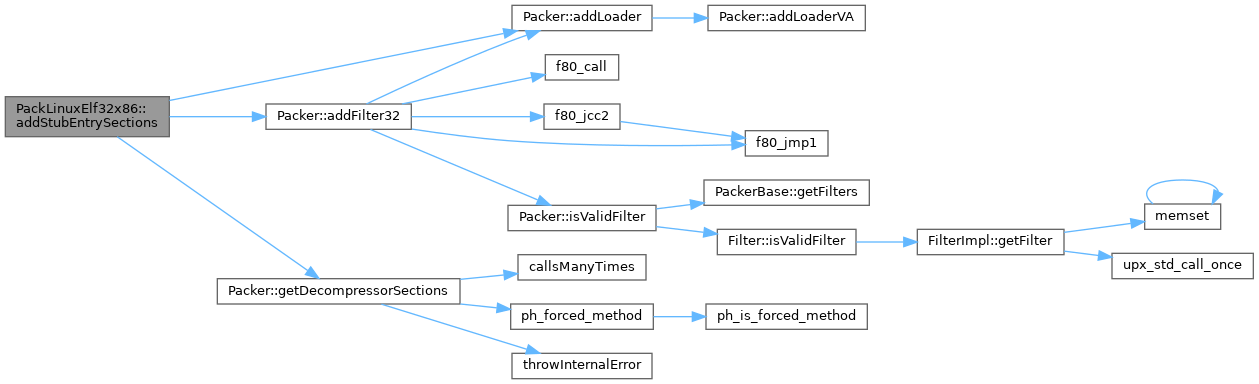 PackLinuxElf32x86::
addStubEntrySections
Packer::addLoader
Packer::addLoaderVA
Packer::addFilter32
f80_call
f80_jcc2
f80_jmp1
Packer::isValidFilter
PackerBase::getFilters
Filter::isValidFilter
FilterImpl::getFilter
memset
upx_std_call_once
Packer::getDecompressorSections
callsManyTimes
ph_forced_method
ph_is_forced_method
throwInternalError